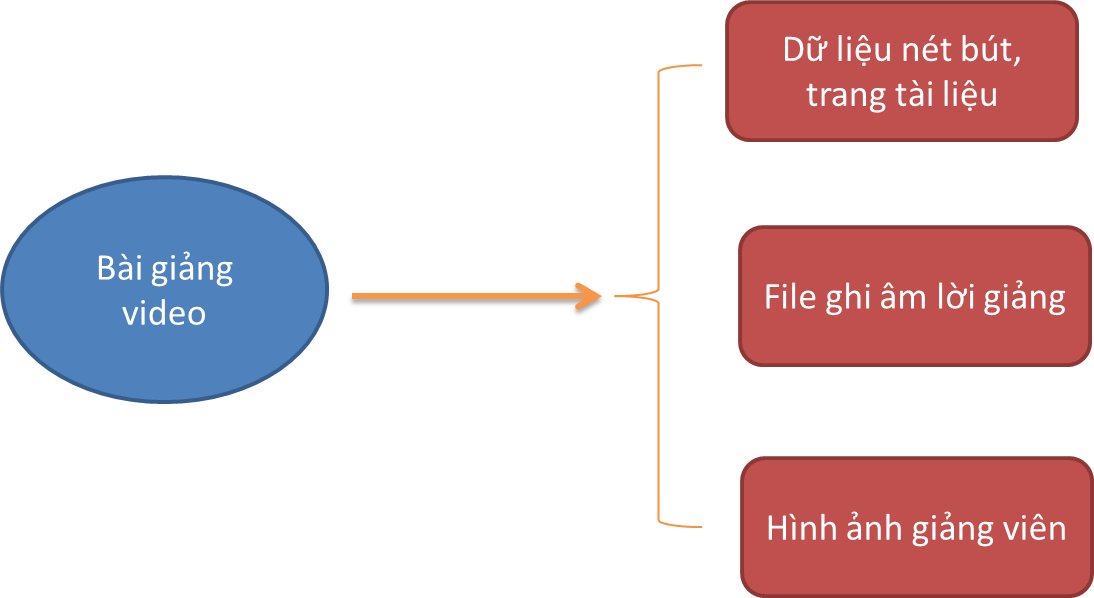 Bài giảng
video
Dữ liệu nét bút,
trang tài liệu
File ghi âm lời giảng
Hình ảnh giảng viên